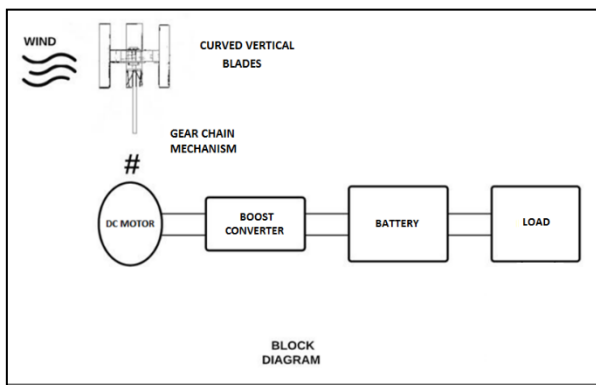 WIND
CURVED VERTICAL
BLADES
GEAR CHAIN
MECHANISM
#
DC MOTOR
BOOST
CONVERTER
BATTERY
LOAD
BLOCK
DIAGRAM